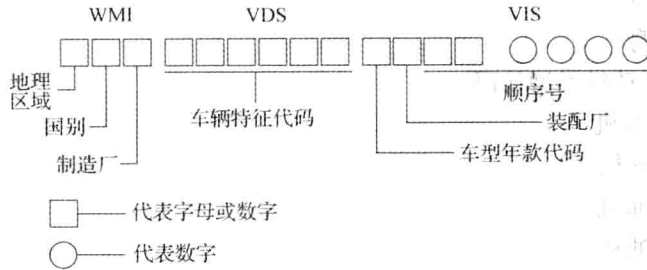 WMI VDS VIS
地理
区域
国别
制造厂
车辆特征代码
顺序号
装配厂
车型年款代码
代表字母或数字
代表数字